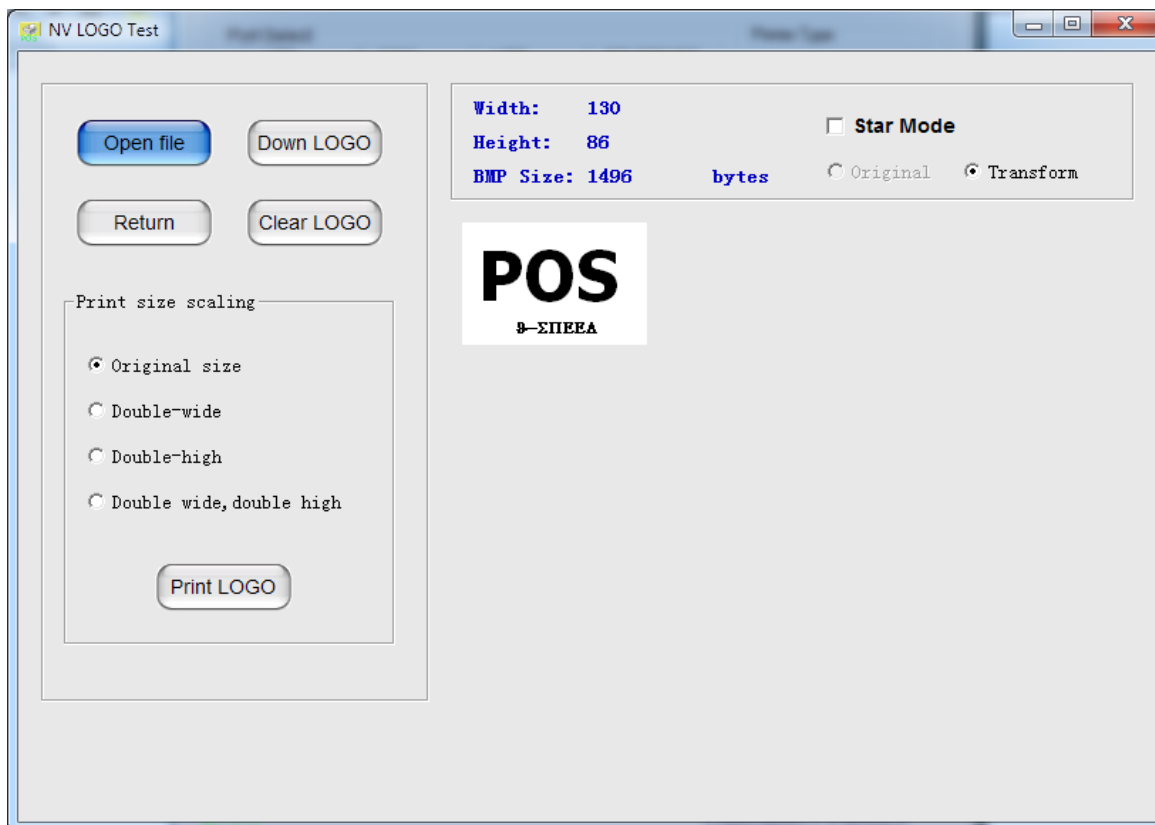 NV LOGO Test
Open file
Down LOGO
Return
Clear LOGO
Print size scaling
Original size
Double-wide
Double-high
Double wide,double high
Print LOGO
Width: 130
Height: 86
BMP Size: 1496 bytes
Star Mode
Original
Transform
POS
9-ΣΠEEΛ